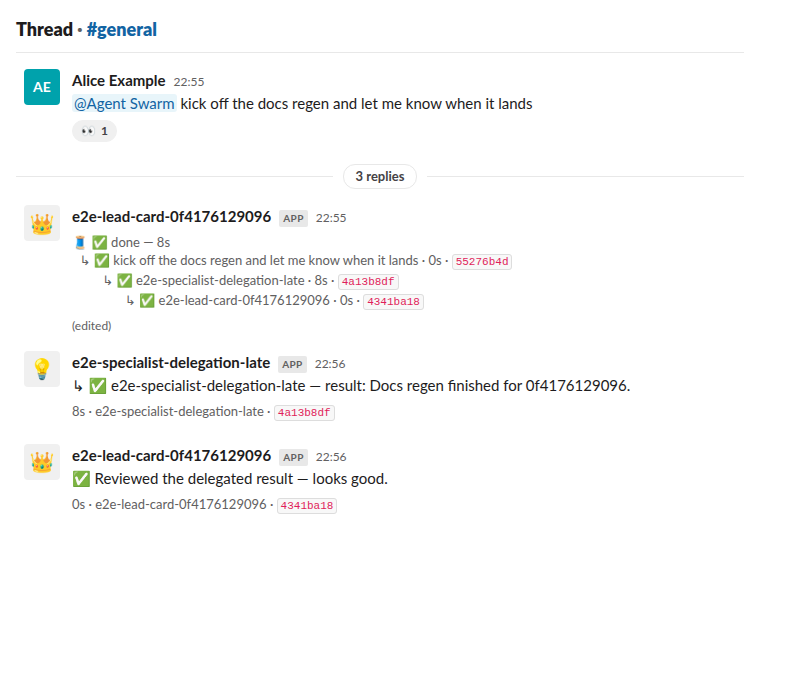 Thread • #general
AE
Alice Example 22:55
@Agent Swarm kick off the docs regen and let me know when it lands
👀 1
3 replies
e2e-lead-card-0f4176129096 APP 22:55
🧵 ✅ done — 8s
↳ ✅ kick off the docs regen and let me know when it lands · 0s · 55276b4d
↳ ✅ e2e-specialist-delegation-late · 8s · 4a13b8df
↳ ✅ e2e-lead-card-0f4176129096 · 0s · 4341ba18
(edited)
e2e-specialist-delegation-late APP 22:56
↳ ✅ e2e-specialist-delegation-late — result: Docs regen finished for 0f4176129096.
8s · e2e-specialist-delegation-late · 4a13b8df
e2e-lead-card-0f4176129096 APP 22:56
✅ Reviewed the delegated result — looks good.
0s · e2e-lead-card-0f4176129096 · 4341ba18